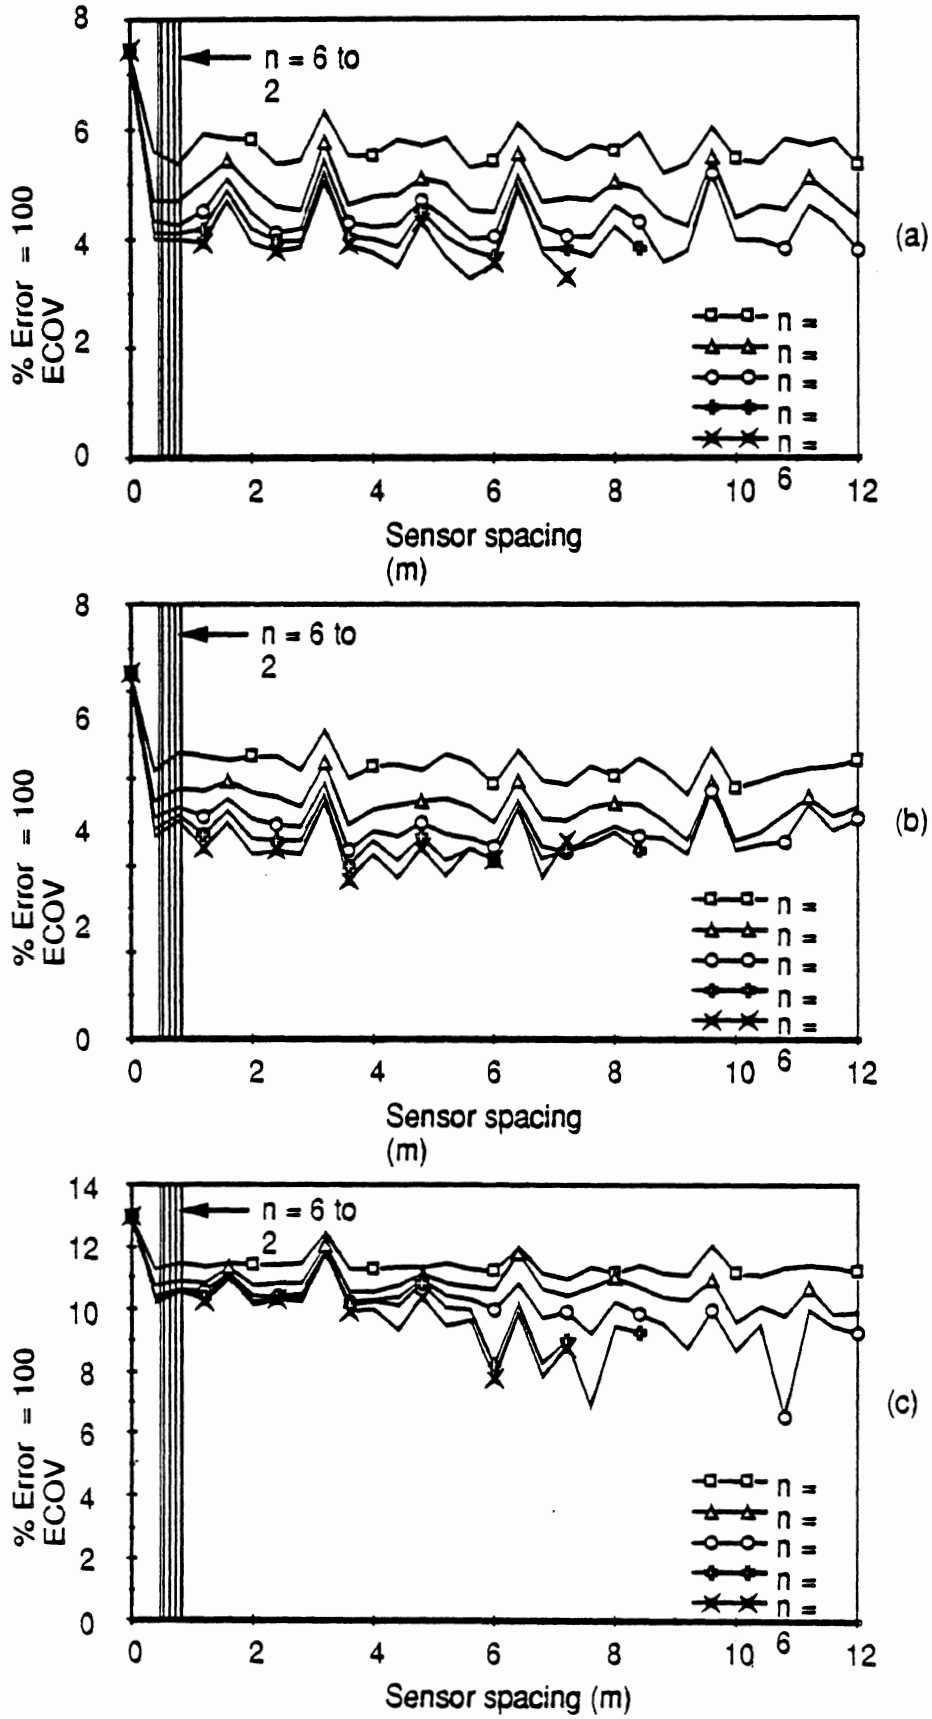 8
n = 6 to
2
6
4
2
0
% Error = 100
ECOV
(a)
n =
n =
n =
n =
n =
6
0 2 4 6 8 10 12
Sensor spacing
(m)
8
n = 6 to
2
6
4
2
0
% Error = 100
ECOV
(b)
n =
n =
n =
n =
n =
6
0 2 4 6 8 10 12
Sensor spacing
(m)
14
n = 6 to
2
12
10
8
6
4
2
0
% Error = 100
ECOV
(c)
n =
n =
n =
n =
n =
6
0 2 4 6 8 10 12
Sensor spacing (m)